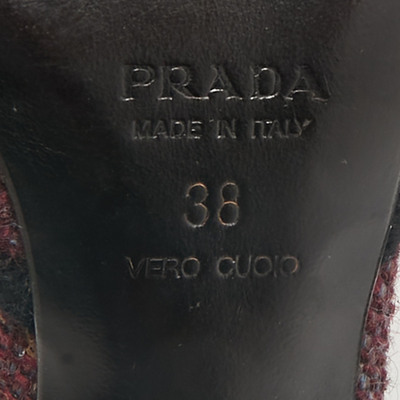 PRADA
MADE IN ITALY
38
VERO CUOIO